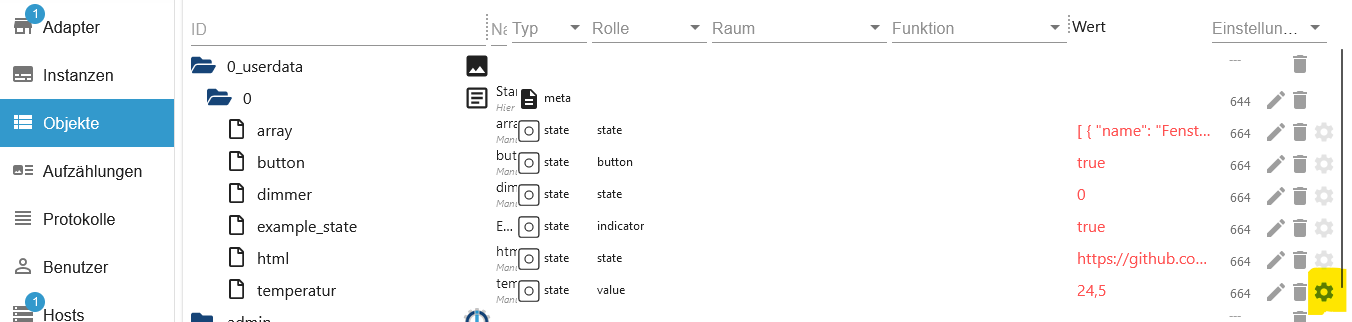 1
Adapter
Instanzen
Objekte
Aufzählungen
Protokolle
Benutzer
1
Hosts
ID Na Typ Rolle Raum Funktion Wert Einstellun...
0_userdata ---
0 Star meta 644
Hier
array arra state state [ { "name": "Fenst... 664
Manu
button but state button true 664
Manu
dimmer dim state state 0 664
Manu
example_state E... state indicator true 664
html htm state state https://github.co... 664
Manu
temperatur tem state value 24,5 664
Manu
admin ---